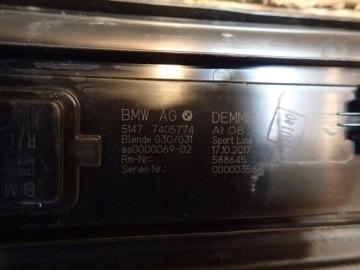 BMW AG DEMME
5147 7405774 AI 08
Blende G30/G31 Sport Line
as0000069-02 17.10.2017
Rm-Nr: 588645
Serien Nr.: 00000356